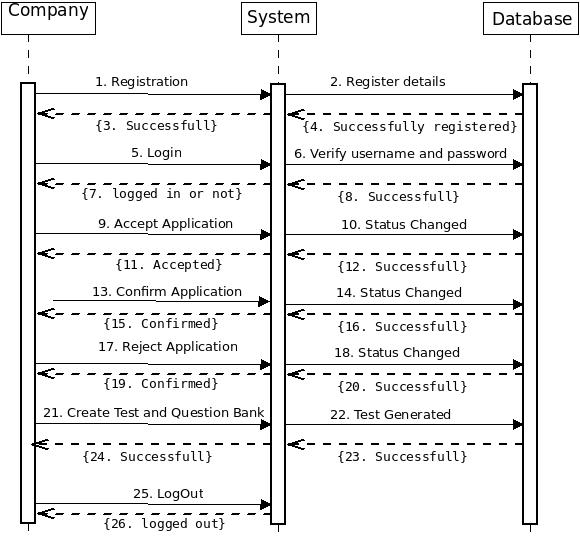 Company
System
Database
1. Registration
2. Register details
{3. Successfull}
{4. Successfully registered}
5. Login
6. Verify username and password
{7. logged in or not}
{8. Successfull}
9. Accept Application
10. Status Changed
{11. Accepted}
{12. Successfull}
13. Confirm Application
14. Status Changed
{15. Confirmed}
{16. Successfull}
17. Reject Application
18. Status Changed
{19. Confirmed}
{20. Successfull}
21. Create Test and Question Bank
22. Test Generated
{24. Successfull}
{23. Successfull}
25. LogOut
{26. logged out}